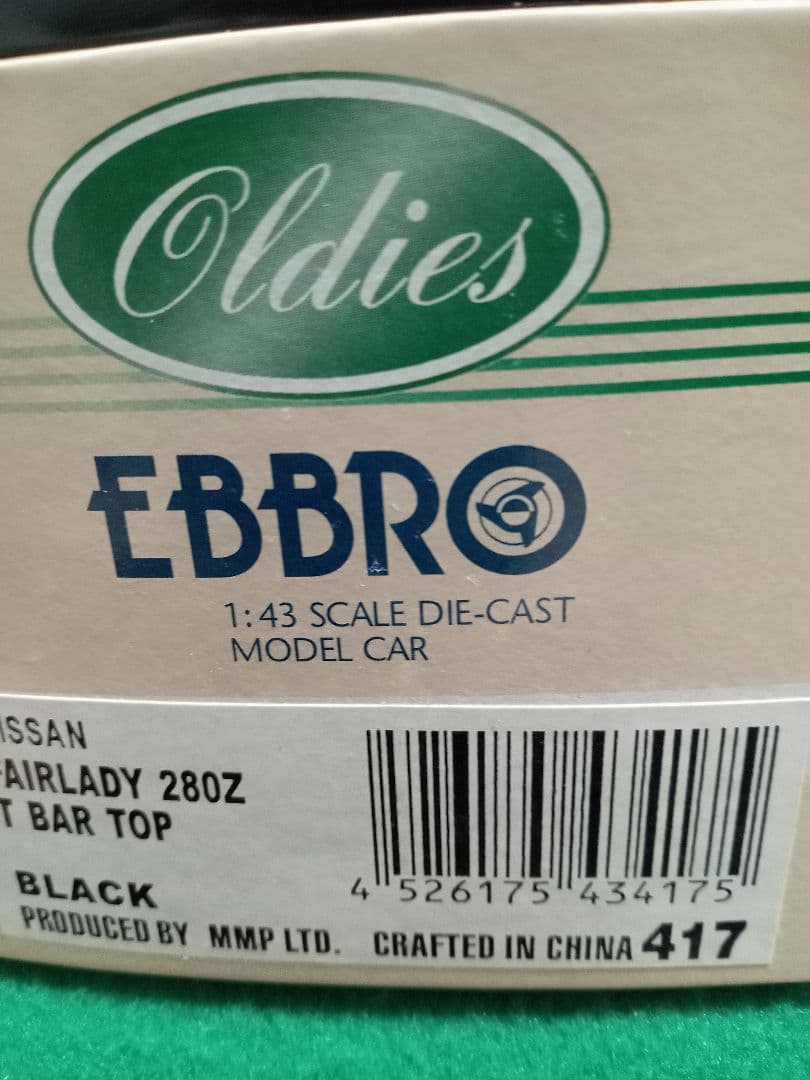 Oldies
EBBRO
1:43 SCALE DIE-CAST
MODEL CAR
ISSAN
AIRLADY 280Z
T BAR TOP
BLACK
4 526175 434175
PRODUCED BY MMP LTD. CRAFTED IN CHINA 417